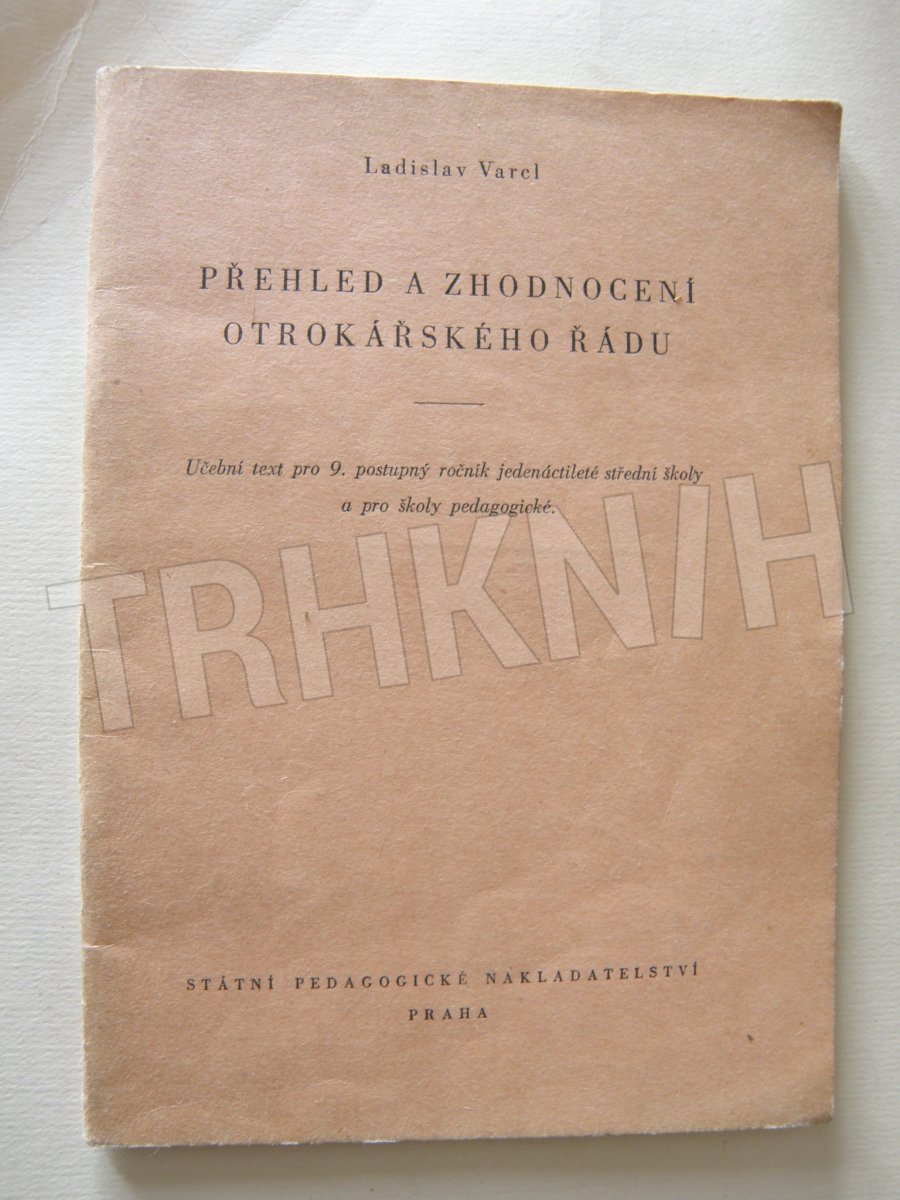 Ladislav Varcl
PŘEHLED A ZHODNOCENÍ
OTROKÁŘSKÉHO ŘÁDU
Učební text pro 9. postupný ročník jedenáctileté střední školy
a pro školy pedagogické.
TRHKNIH
STÁTNÍ PEDAGOGICKÉ NAKLADATELSTVÍ
PRAHA